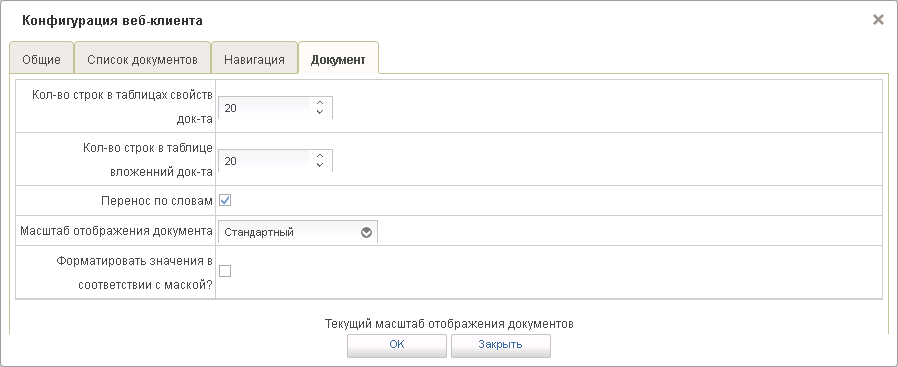 Конфигурация веб-клиента
Общие Список документов Навигация Документ
Кол-во строк в таблицах свойств
док-та
20
Кол-во строк в таблице
вложенний док-та
20
Перенос по словам
Масштаб отображения документа Стандартный
Форматировать значения в
соответствии с маской?
Текущий масштаб отображения документов
OK Закрыть